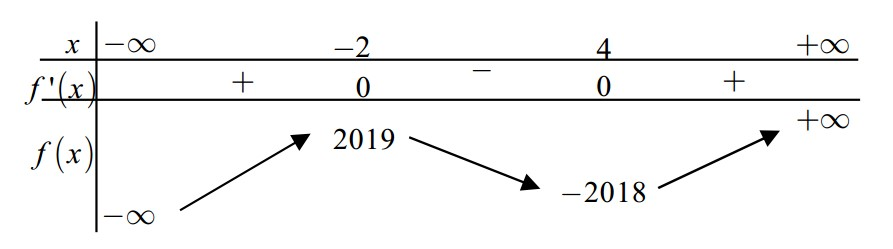 x −∞ −2 4 +∞
f'(x) + 0 − 0 +
f(x) −∞ 2019 −2018 +∞